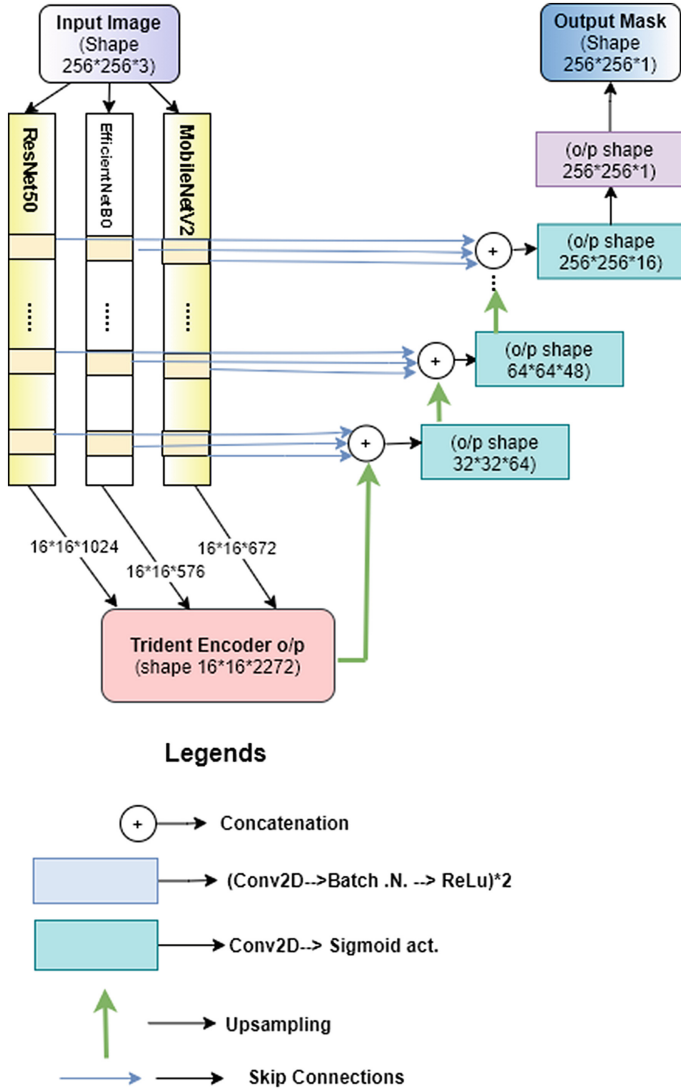 Input Image
(Shape
256*256*3)
Output Mask
(Shape
256*256*1)
ResNet50
EfficientNetB0
MobileNetV2
(o/p shape
256*256*1)
+
(o/p shape
256*256*16)
......
......
......
+
(o/p shape
64*64*48)
+
(o/p shape
32*32*64)
16*16*1024
16*16*576
16*16*672
Trident Encoder o/p
(shape 16*16*2272)
Legends
+
Concatenation
(Conv2D-->Batch .N. --> ReLu)*2
Conv2D--> Sigmoid act.
Upsampling
Skip Connections